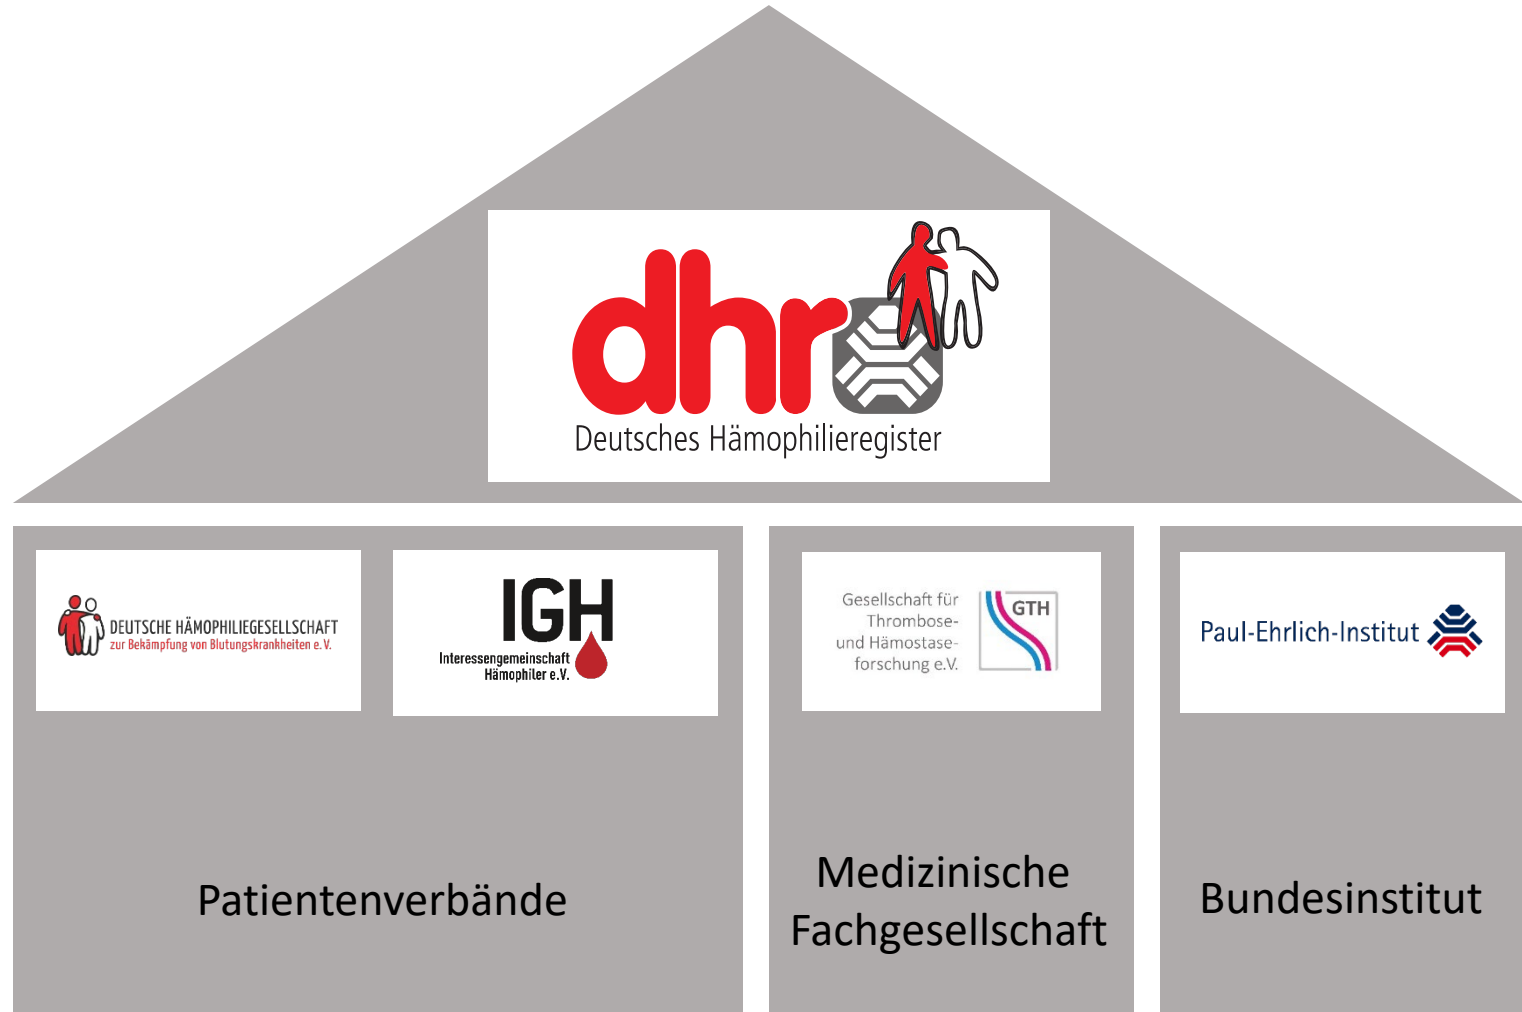 dhr
Deutsches Hämophilieregister
DEUTSCHE HÄMOPHILIEGESELLSCHAFT
zur Bekämpfung von Blutungskrankheiten e.V.
IGH
Interessengemeinschaft
Hämophiler e.V.
Gesellschaft für
Thrombose-
und Hämostase-
forschung e.V.
GTH
Paul-Ehrlich-Institut
Patientenverbände
Medizinische
Fachgesellschaft
Bundesinstitut